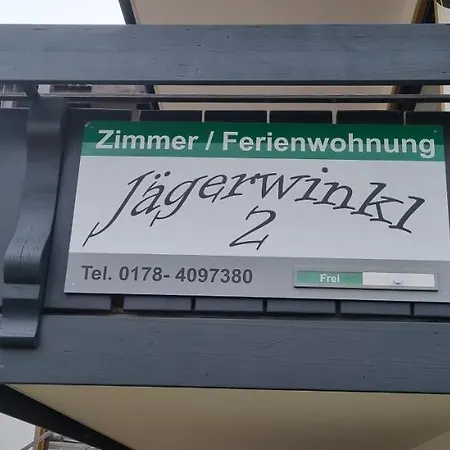 Zimmer / Ferienwohnung
Jägerwinkl
2
Tel. 0178- 4097380
Frei